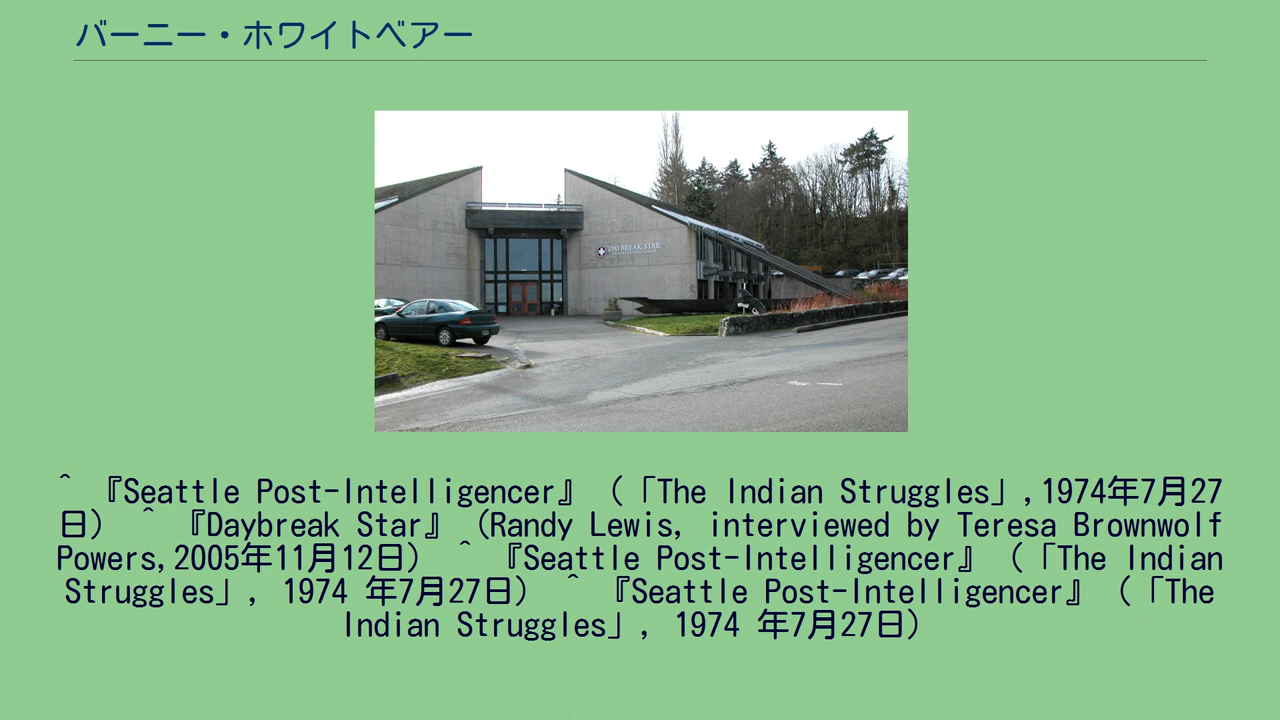 バーニー・ホワイトベアー
DAYBREAK STAR
^ 『Seattle Post-Intelligencer』（「The Indian Struggles」,1974年7月27
日） ^ 『Daybreak Star』（Randy Lewis, interviewed by Teresa Brownwolf
Powers,2005年11月12日） ^ 『Seattle Post-Intelligencer』（「The Indian
Struggles」, 1974 年7月27日） ^ 『Seattle Post-Intelligencer』（「The
Indian Struggles」, 1974 年7月27日）